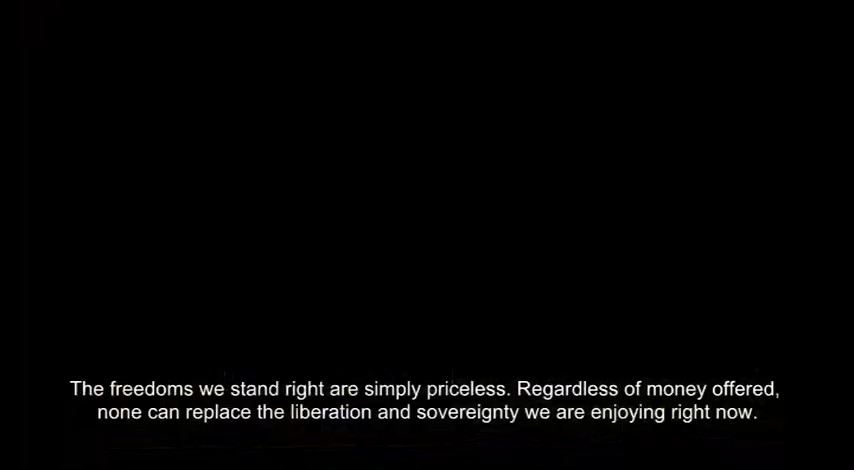 The freedoms we stand right are simply priceless. Regardless of money offered,
none can replace the liberation and sovereignty we are enjoying right now.